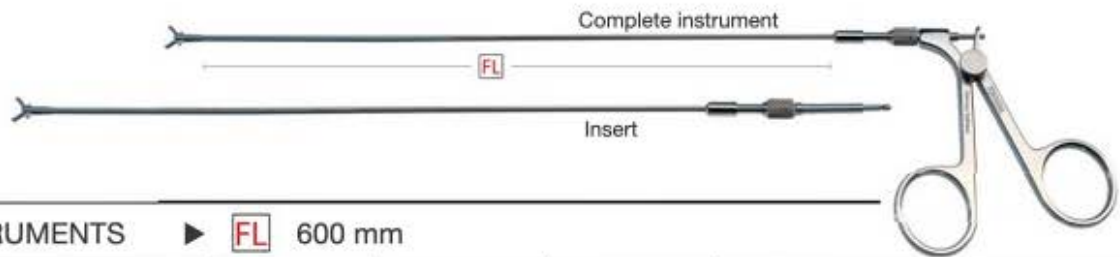 Complete instrument
FL
Insert
RUMENTS ▶ FL 600 mm